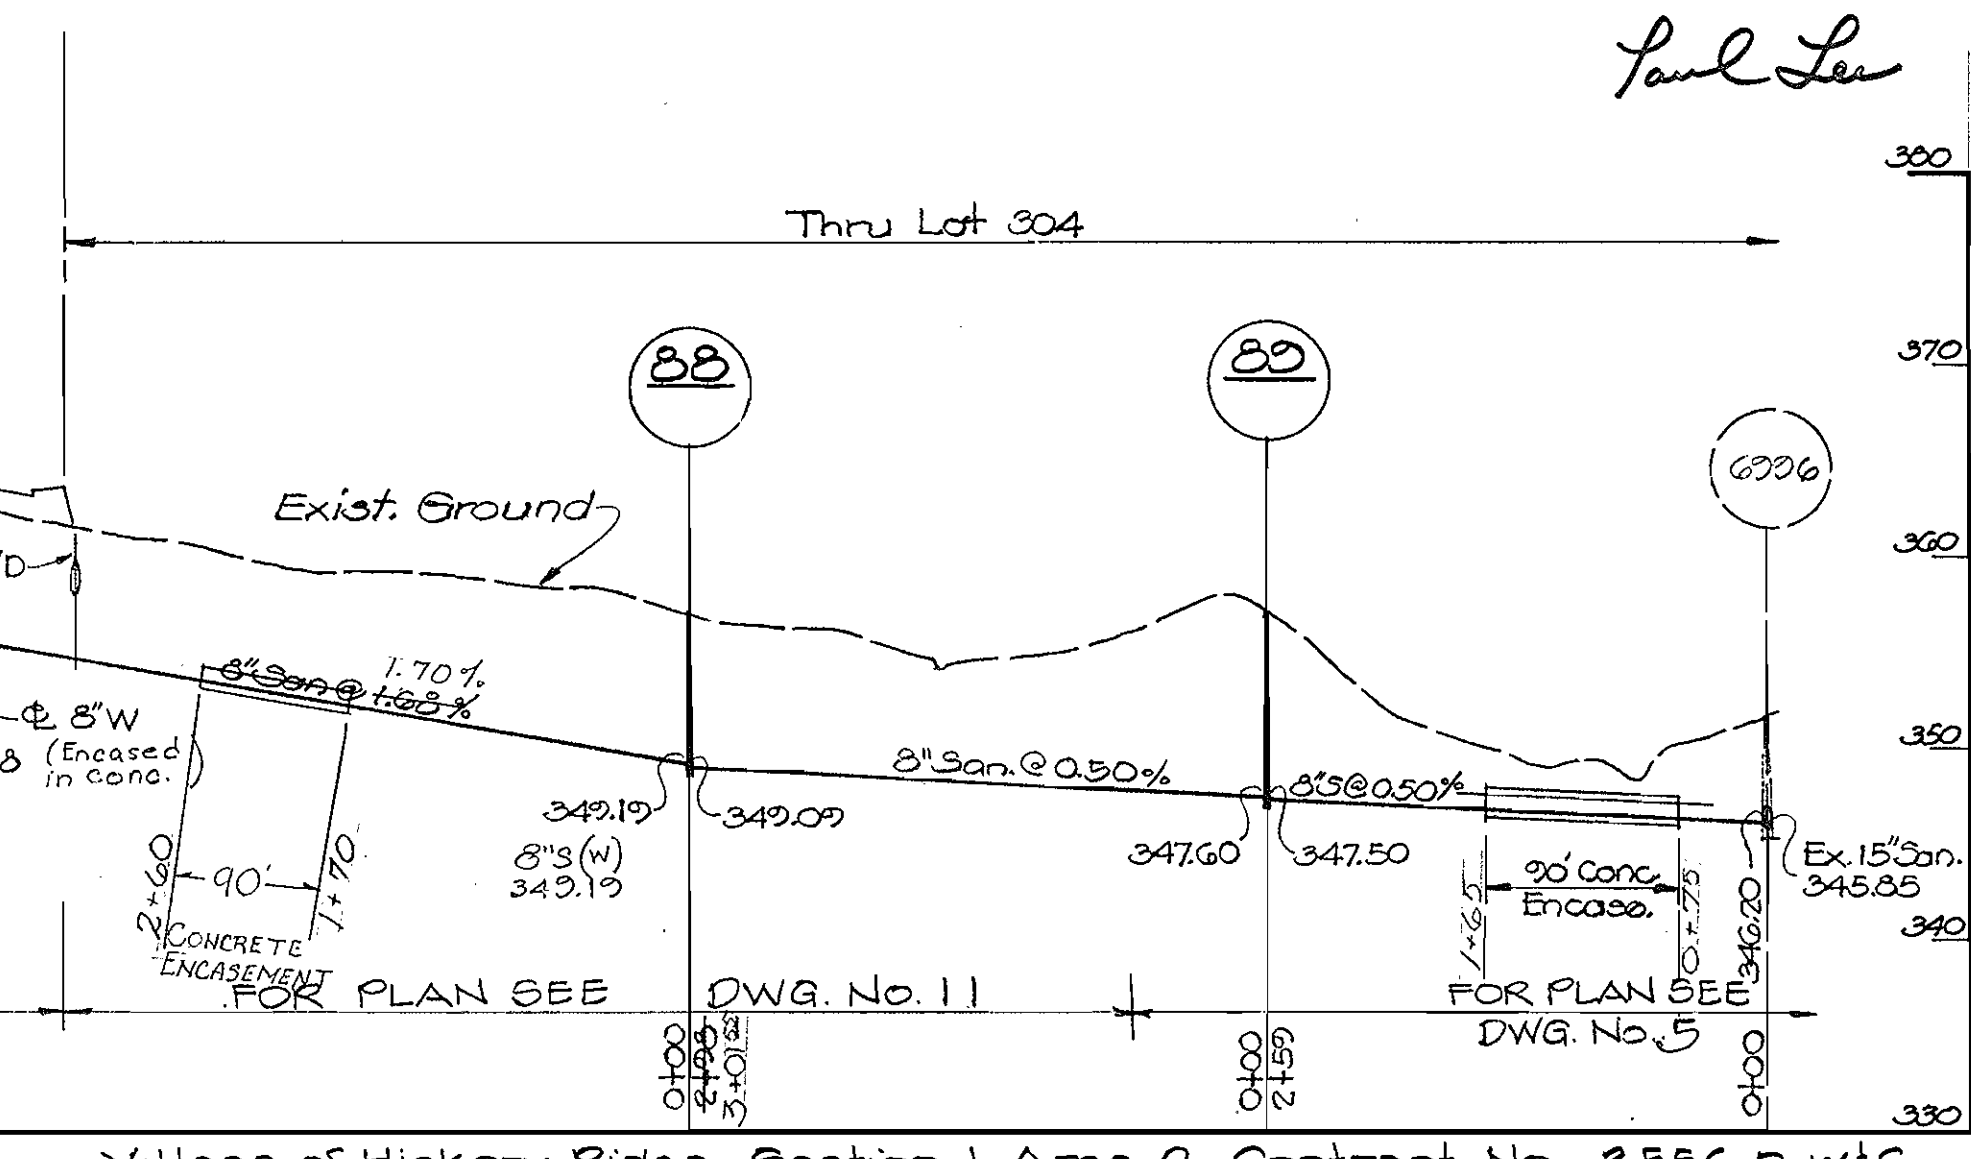 Paul Lee
380
Thru Lot 304
370
88
89
6996
Exist. Ground
360
D
8" San @ 1.68%
1.70%
℄ 8"W
8 (Encased
in conc.
350
8" San. @ 0.50%
8"S@0.50%
349.19
349.09
347.60
347.50
8"S (W)
349.19
Ex. 15" San.
345.85
2+60
90'
1+70
1+65
90' Conc.
Encase.
0+75
346.20
340
CONCRETE
ENCASEMENT
FOR PLAN SEE DWG. No. 11
FOR PLAN SEE
DWG. No. 5
0+00
2+98
0+00
2+59
0+00
330